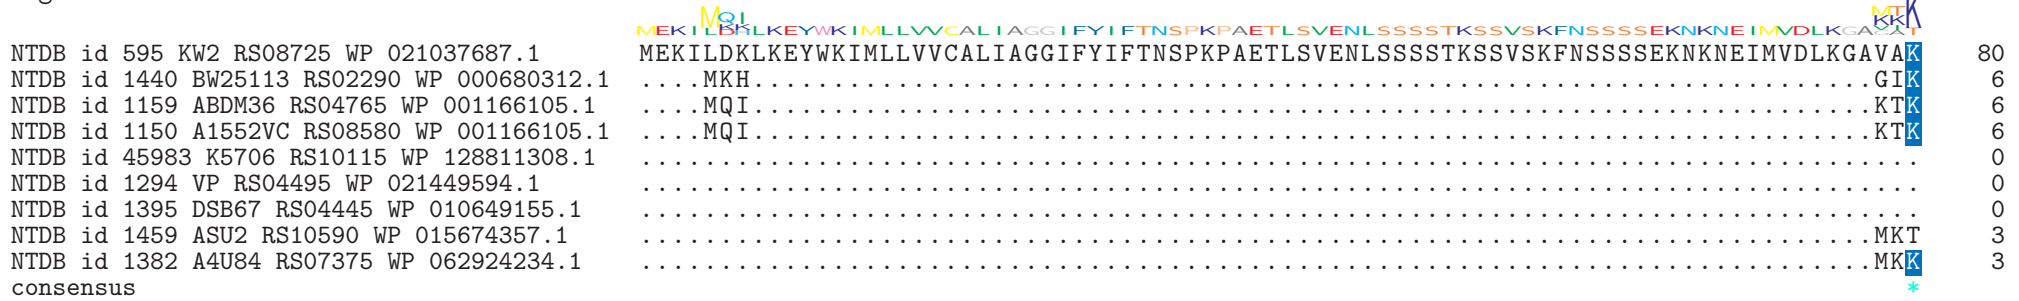 MQI MTK
MEKILDKLKEYWKIMLLVVCALIAGGIFYIFTNSPKPAETLSVENLSSSSTKSSVSKFNSSSSEKNKNEIMVDLKGA
NTDB id 595 KW2 RS08725 WP 021037687.1 MEKILDKLKEYWKIMLLVVCALIAGGIFYIFTNSPKPAETLSVENLSSSSTKSSVSKFNSSSSEKNKNEIMVDLKGAVAK 80
NTDB id 1440 BW25113 RS02290 WP 000680312.1 ....MKH......................................................................GIK 6
NTDB id 1159 ABDM36 RS04765 WP 001166105.1 ....MQI......................................................................KTK 6
NTDB id 1150 A1552VC RS08580 WP 001166105.1 ....MQI......................................................................KTK 6
NTDB id 45983 K5706 RS10115 WP 128811308.1 ................................................................................ 0
NTDB id 1294 VP RS04495 WP 021449594.1 ................................................................................ 0
NTDB id 1395 DSB67 RS04445 WP 010649155.1 ................................................................................ 0
NTDB id 1459 ASU2 RS10590 WP 015674357.1 .............................................................................MKT 3
NTDB id 1382 A4U84 RS07375 WP 062924234.1 .............................................................................MKK 3
consensus *